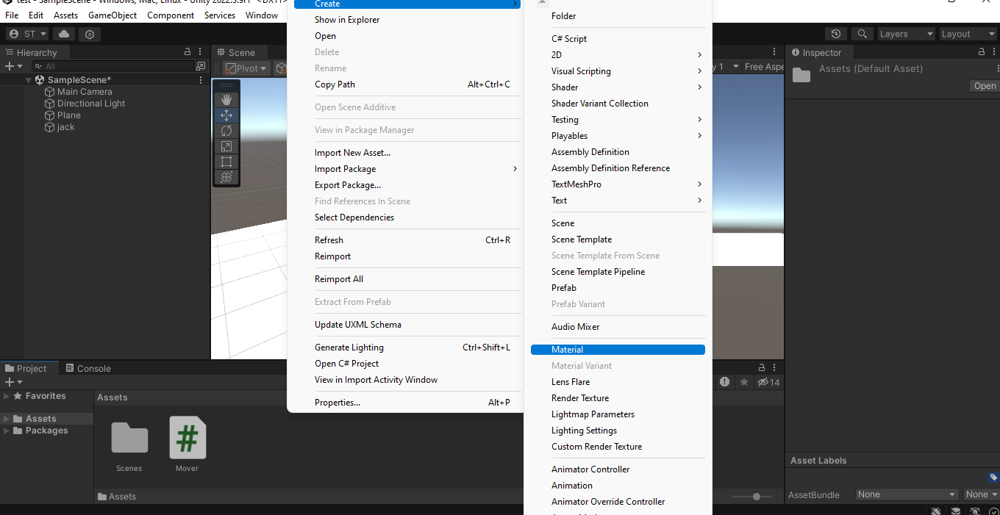 test - SampleScene - Windows, Mac, Linux - Unity 2022.3.9f1* <DX11>
File Edit Assets GameObject Component Services Window
ST
Layers
Layout
Hierarchy
All
SampleScene*
Main Camera
Directional Light
Plane
jack
Scene
Pivot
Create
Show in Explorer
Open
Delete
Rename
Copy Path Alt+Ctrl+C
Open Scene Additive
View in Package Manager
Import New Asset...
Import Package
Export Package...
Find References In Scene
Select Dependencies
Refresh Ctrl+R
Reimport
Reimport All
Extract From Prefab
Update UXML Schema
Generate Lighting Ctrl+Shift+L
Open C# Project
View in Import Activity Window
Properties... Alt+P
Folder
C# Script
2D
Visual Scripting
Shader
Shader Variant Collection
Testing
Playables
Assembly Definition
Assembly Definition Reference
TextMeshPro
Text
Scene
Scene Template
Scene Template From Scene
Scene Template Pipeline
Prefab
Prefab Variant
Audio Mixer
Material
Material Variant
Lens Flare
Render Texture
Lightmap Parameters
Lighting Settings
Custom Render Texture
Animator Controller
Animation
Animator Override Controller
y 1
Free Aspe
Inspector
Assets (Default Asset)
Open
Project
Console
14
Favorites
Assets
Packages
Assets
Scenes
Mover
Assets
Asset Labels
AssetBundle None None